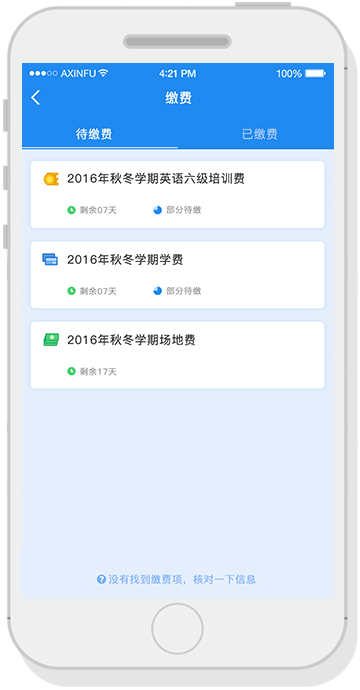 AXINFU 4:21 PM 100%
缴费
待缴费 已缴费
2016年秋冬学期英语六级培训费
剩余07天 部分待缴
2016年秋冬学期学费
剩余07天 部分待缴
2016年秋冬学期场地费
剩余17天
没有找到缴费项，核对一下信息